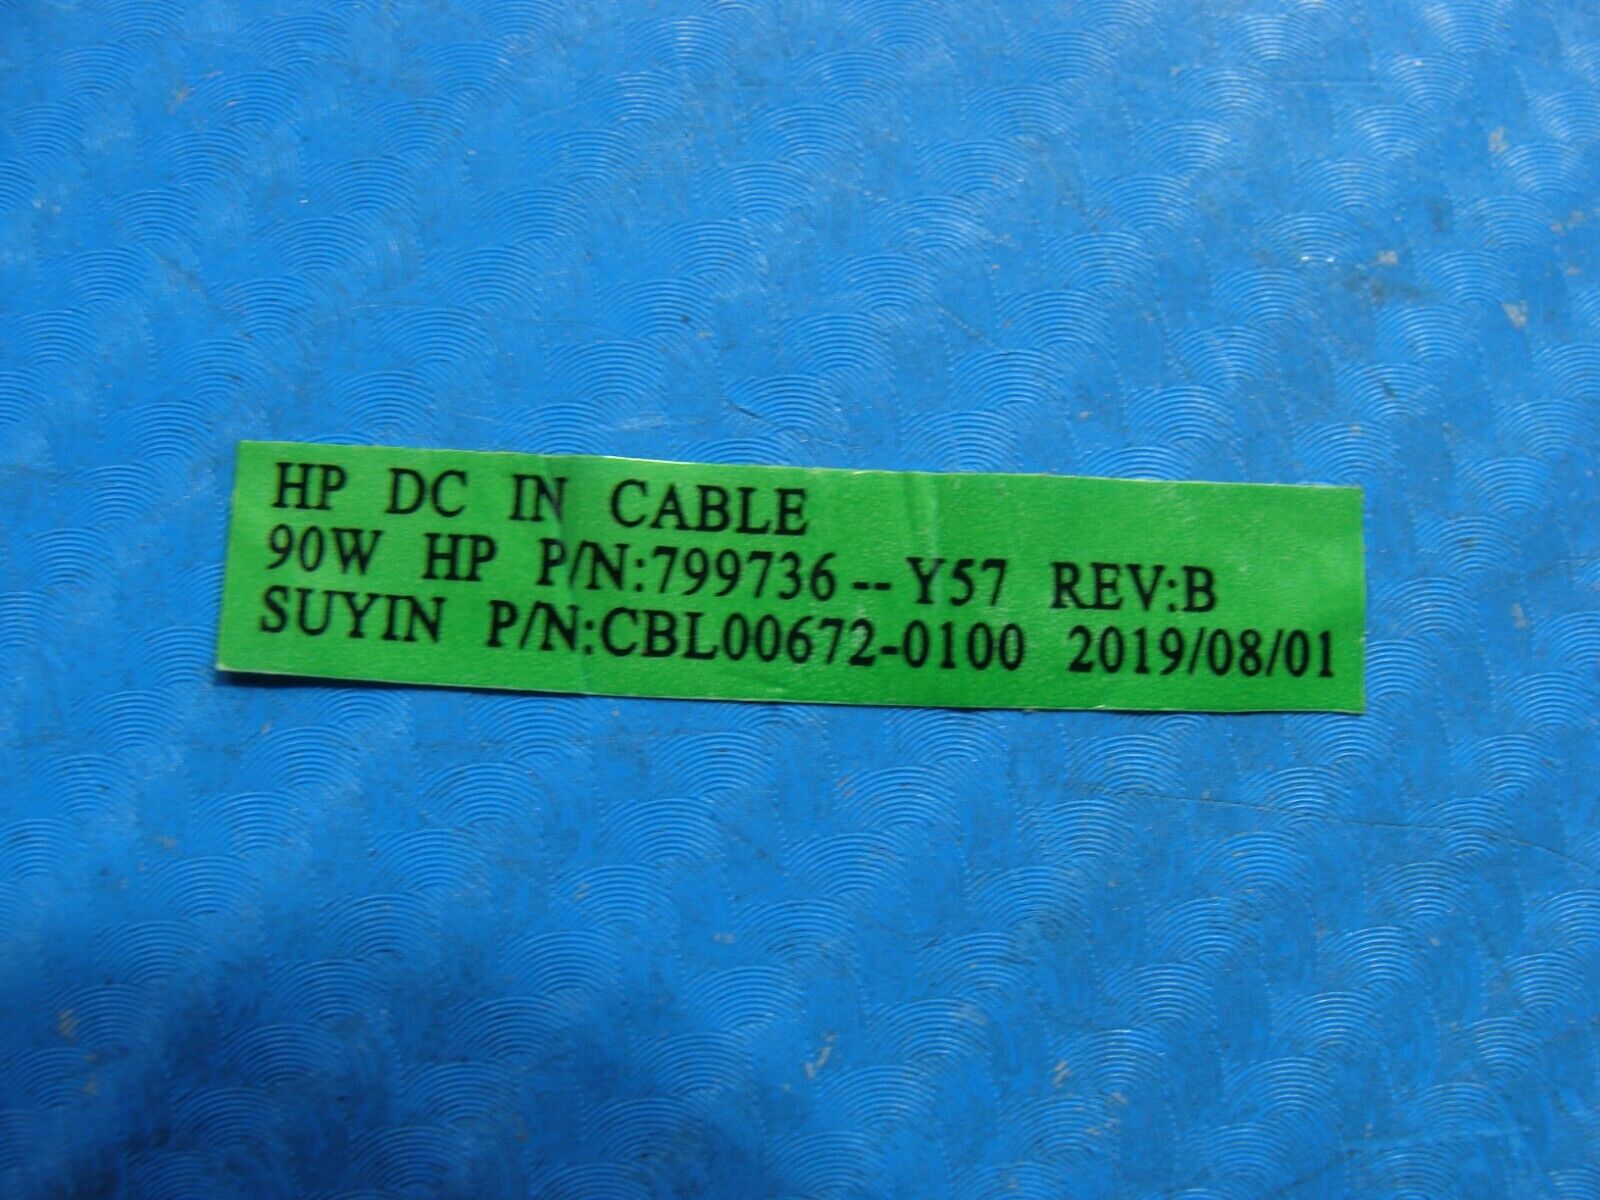 HP DC IN CABLE
90W HP P/N:799736--Y57 REV:B
SUYIN P/N:CBL00672-0100 2019/08/01